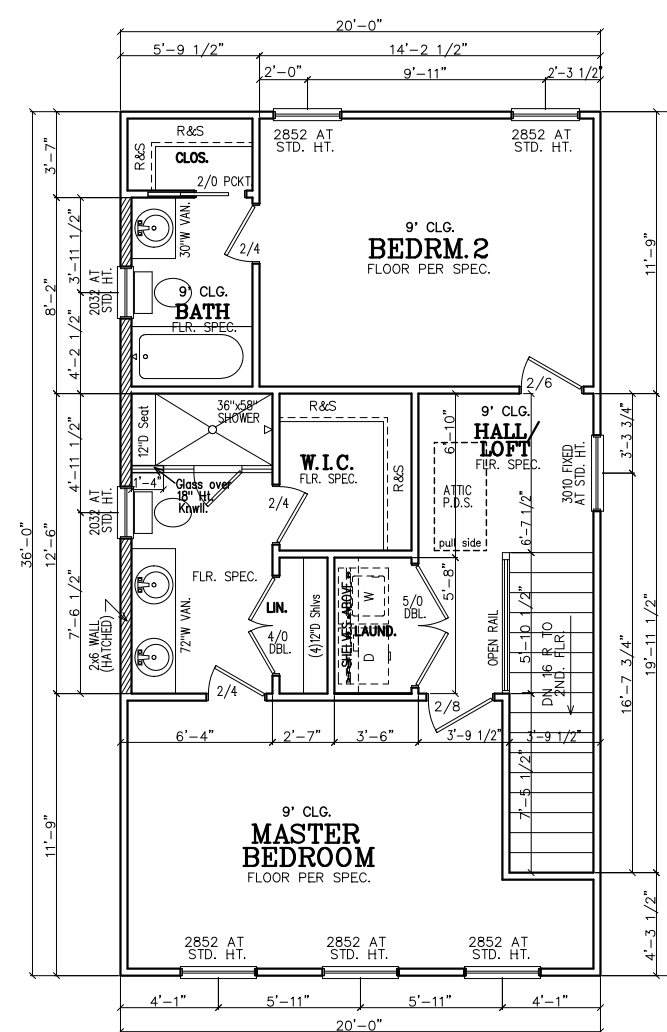 20'-0"
5'-9 1/2"
14'-2 1/2"
2'-0"
9'-11"
2'-3 1/2"
R&S
R&S
CLOS.
2/0 PCKT.
2852 AT
STD. HT.
2852 AT
STD. HT.
3'-7"
30"W VAN.
2/4
9' CLG.
BEDRM.2
FLOOR PER SPEC.
11'-9"
3'-11 1/2"
8'-2"
2032 AT
STD. HT.
9' CLG.
BATH
FLR. SPEC.
4'-2 1/2"
2/6
12"D Seat
36"x58"
SHOWER
R&S
R&S
9' CLG.
HALL/
LOFT
FLR. SPEC.
6'-10"
3'-3 3/4"
3010 FIXED
AT STD. HT.
W.I.C.
FLR. SPEC.
4'-11 1/2"
1'-4"
Glass over
18" Ht.
Knwll.
2/4
ATTIC
P.D.S.
pull side
6'-7 1/2"
2032 AT
STD. HT.
36'-0"
12'-6"
FLR. SPEC.
7'-6 1/2"
2x6 WALL
(HATCHED)
72"W VAN.
LIN.
4/0
DBL.
(4)12"D Shlvs
SHELVES ABOVE
W
LAUND.
D
5/0
DBL.
5'-8"
OPEN RAIL
5'-10 1/2"
DN 16 R TO
2ND. FLR.
19'-11 1/2"
16'-7 3/4"
2/4
2/8
6'-4"
2'-7"
3'-6"
3'-9 1/2"
3'-9 1/2"
7'-5 1/2"
11'-9"
9' CLG.
MASTER
BEDROOM
FLOOR PER SPEC.
4'-3 1/2"
2852 AT
STD. HT.
2852 AT
STD. HT.
2852 AT
STD. HT.
4'-1"
5'-11"
5'-11"
4'-1"
20'-0"